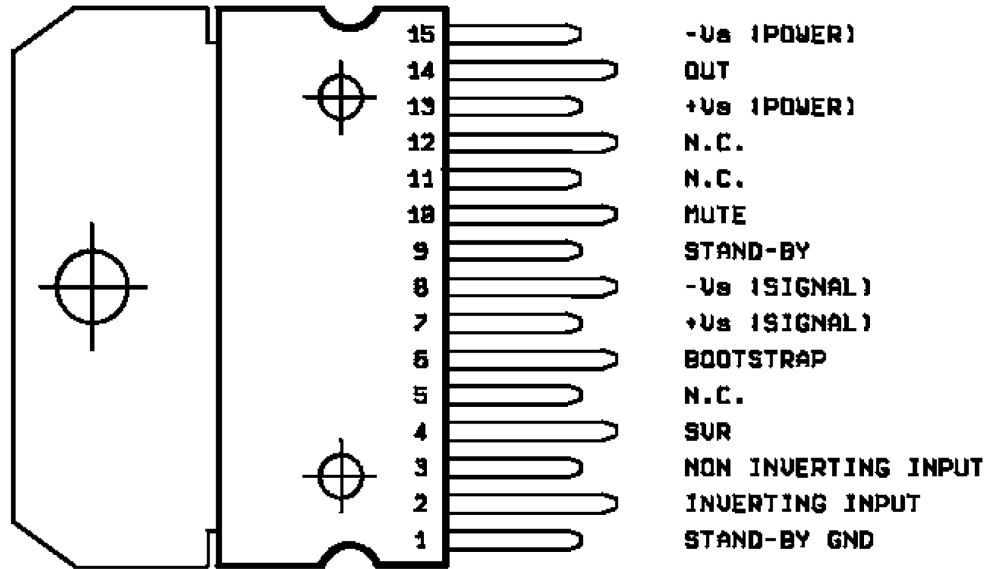 15 -Vs (POWER)
14 OUT
13 +Vs (POWER)
12 N.C.
11 N.C.
10 MUTE
9 STAND-BY
8 -Vs (SIGNAL)
7 +Vs (SIGNAL)
6 BOOTSTRAP
5 N.C.
4 SVR
3 NON INVERTING INPUT
2 INVERTING INPUT
1 STAND-BY GND